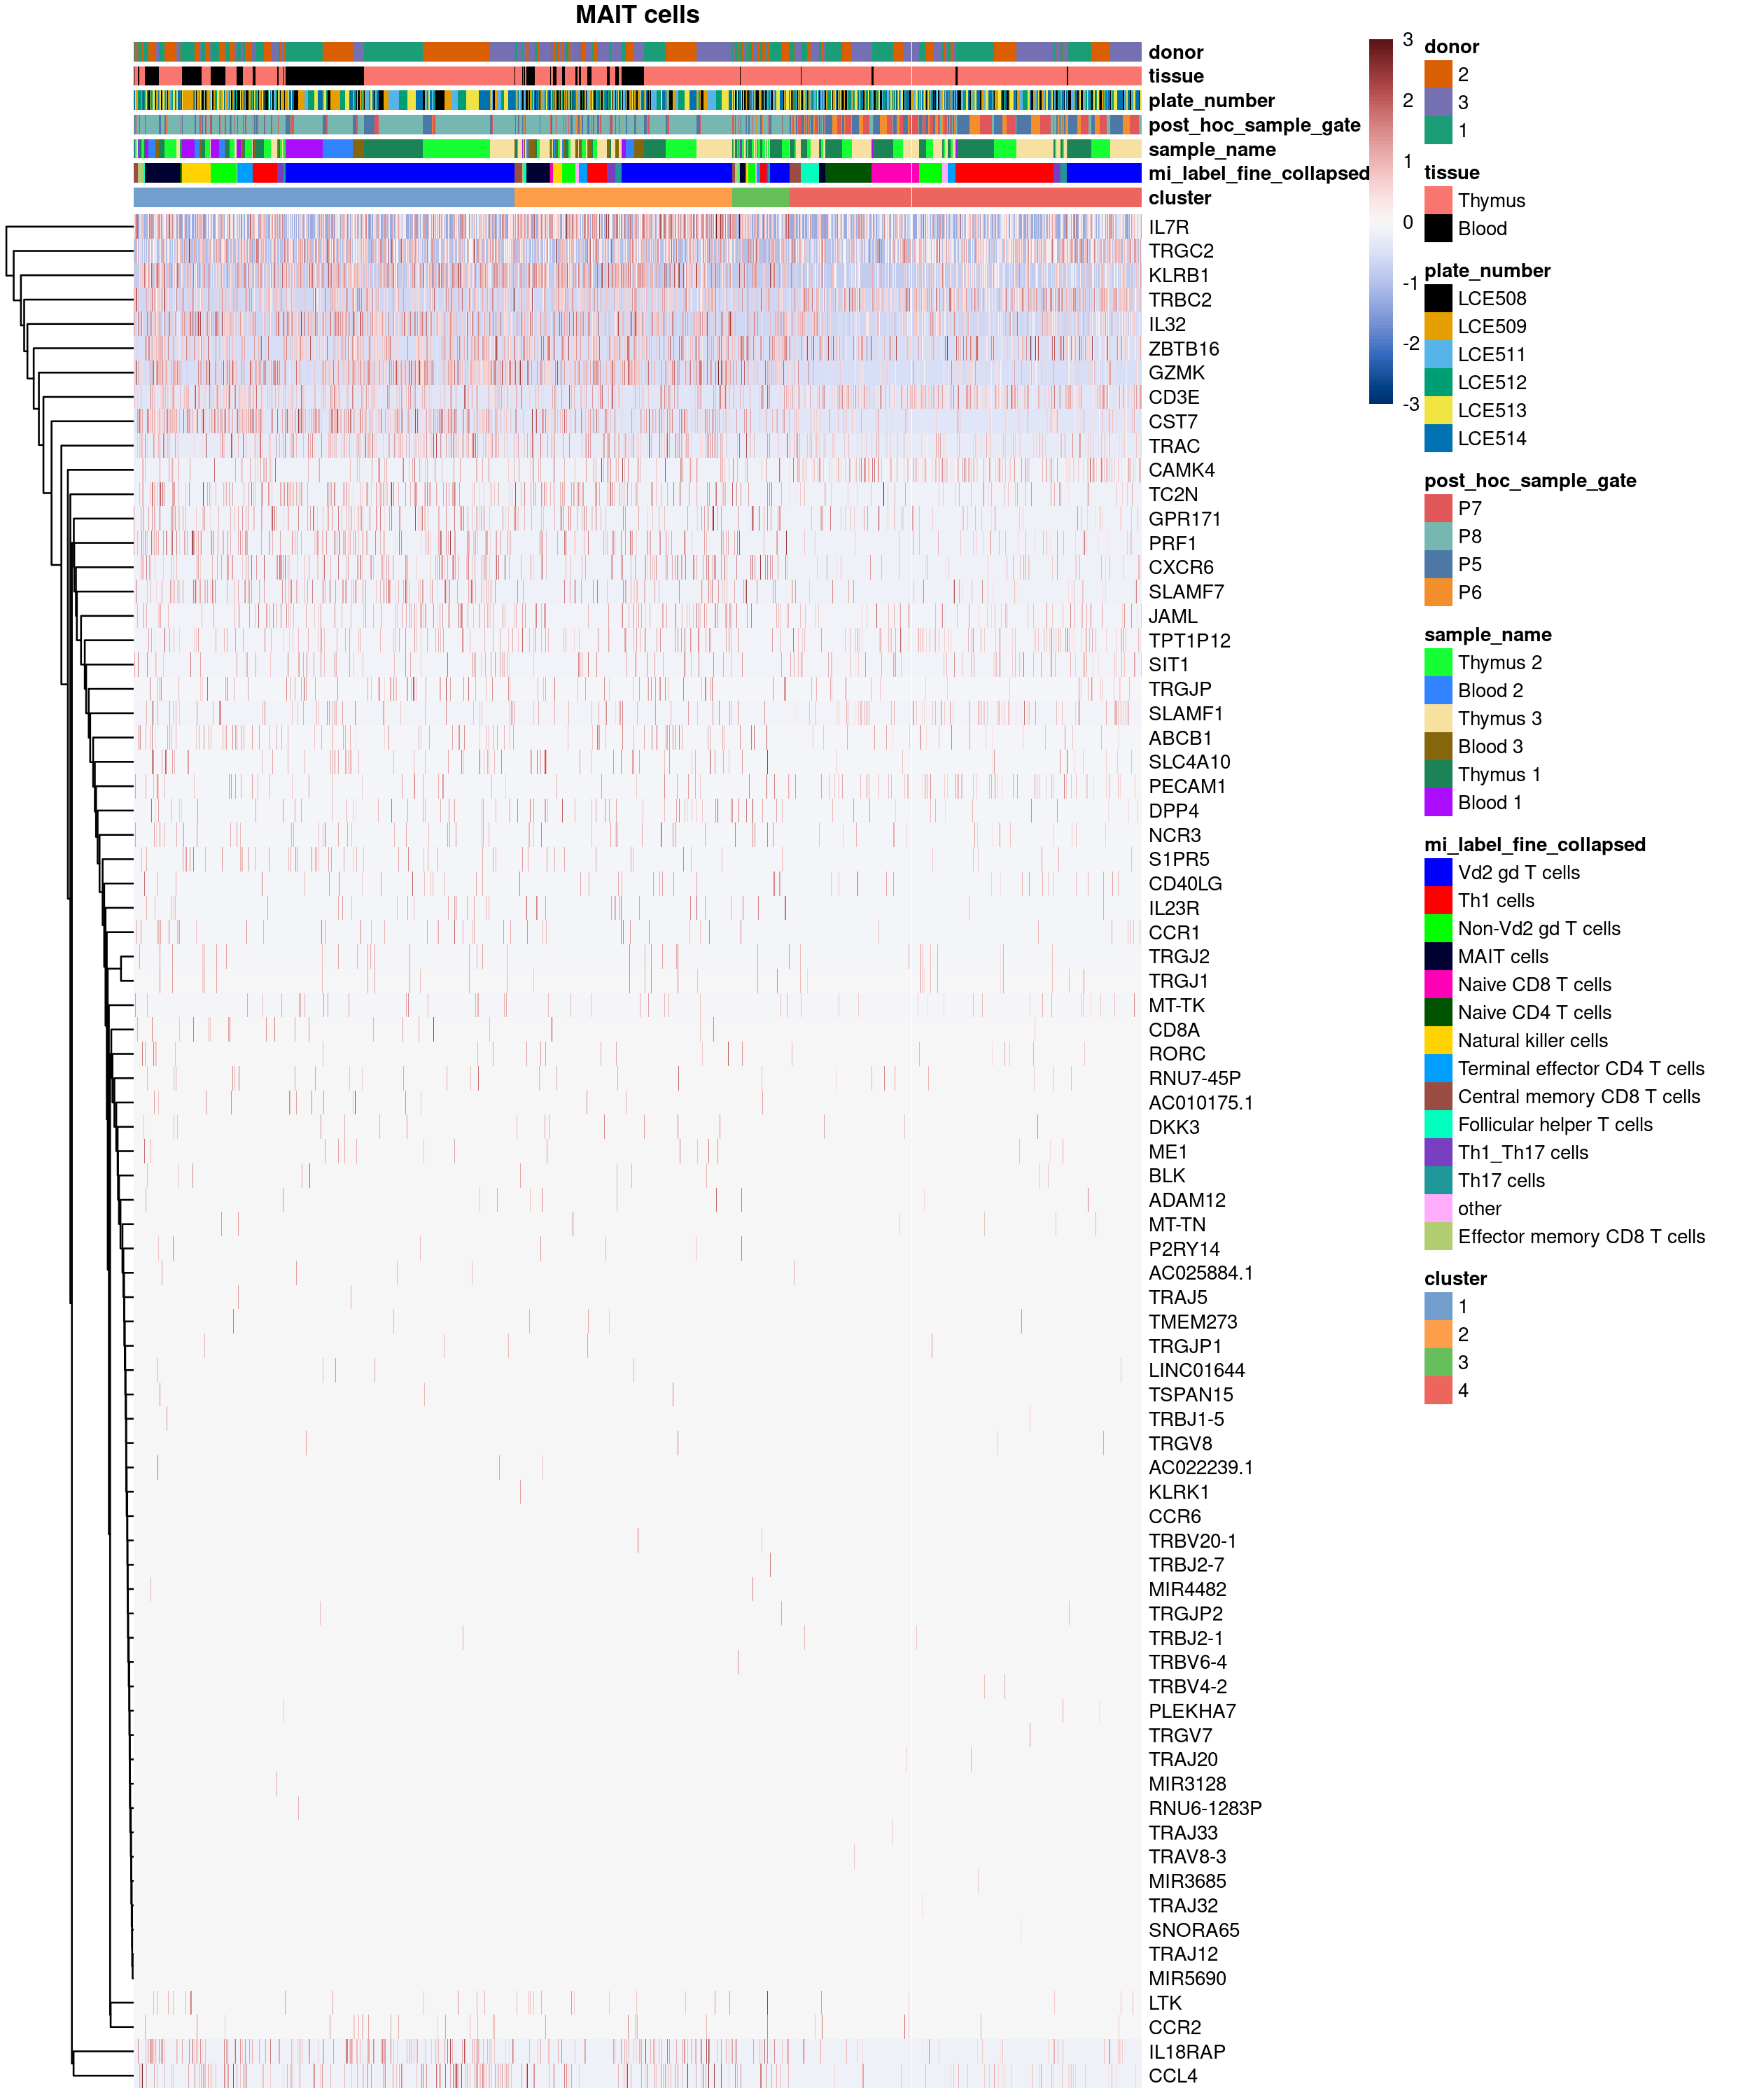 MAIT cells
donor
tissue
plate_number
post_hoc_sample_gate
sample_name
mi_label_fine_collapsed
cluster
IL7R
TRGC2
KLRB1
TRBC2
IL32
ZBTB16
GZMK
CD3E
CST7
TRAC
CAMK4
TC2N
GPR171
PRF1
CXCR6
SLAMF7
JAML
TPT1P12
SIT1
TRGJP
SLAMF1
ABCB1
SLC4A10
PECAM1
DPP4
NCR3
S1PR5
CD40LG
IL23R
CCR1
TRGJ2
TRGJ1
MT-TK
CD8A
RORC
RNU7-45P
AC010175.1
DKK3
ME1
BLK
ADAM12
MT-TN
P2RY14
AC025884.1
TRAJ5
TMEM273
TRGJP1
LINC01644
TSPAN15
TRBJ1-5
TRGV8
AC022239.1
KLRK1
CCR6
TRBV20-1
TRBJ2-7
MIR4482
TRGJP2
TRBJ2-1
TRBV6-4
TRBV4-2
PLEKHA7
TRGV7
TRAJ20
MIR3128
RNU6-1283P
TRAJ33
TRAV8-3
MIR3685
TRAJ32
SNORA65
TRAJ12
MIR5690
LTK
CCR2
IL18RAP
CCL4
3
2
1
0
-1
-2
-3
donor
2
3
1
tissue
Thymus
Blood
plate_number
LCE508
LCE509
LCE511
LCE512
LCE513
LCE514
post_hoc_sample_gate
P7
P8
P5
P6
sample_name
Thymus 2
Blood 2
Thymus 3
Blood 3
Thymus 1
Blood 1
mi_label_fine_collapsed
Vd2 gd T cells
Th1 cells
Non-Vd2 gd T cells
MAIT cells
Naive CD8 T cells
Naive CD4 T cells
Natural killer cells
Terminal effector CD4 T cells
Central memory CD8 T cells
Follicular helper T cells
Th1_Th17 cells
Th17 cells
other
Effector memory CD8 T cells
cluster
1
2
3
4